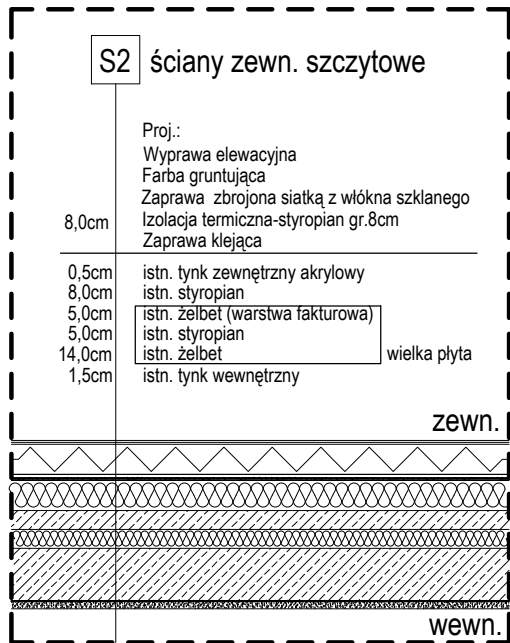 S2 ściany zewn. szczytowe
Proj.:
Wyprawa elewacyjna
Farba gruntująca
Zaprawa zbrojona siatką z włókna szklanego
8,0cm Izolacja termiczna-styropian gr.8cm
Zaprawa klejąca
0,5cm istn. tynk zewnętrzny akrylowy
8,0cm istn. styropian
5,0cm istn. żelbet (warstwa fakturowa)
5,0cm istn. styropian
14,0cm istn. żelbet wielka płyta
1,5cm istn. tynk wewnętrzny
zewn.
wewn.